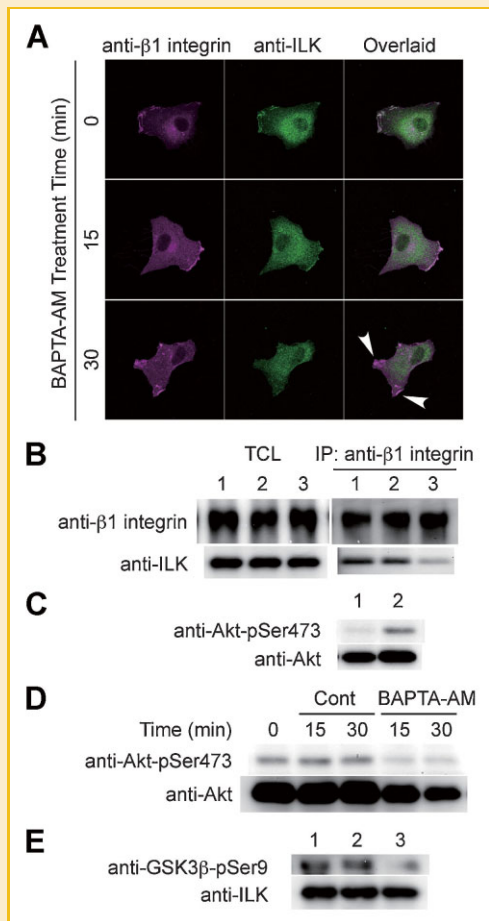 A
anti-β1 integrin anti-ILK Overlaid
BAPTA-AM Treatment Time (min)
0
15
30
B
TCL IP: anti-β1 integrin
1 2 3 1 2 3
anti-β1 integrin
anti-ILK
C
1 2
anti-Akt-pSer473
anti-Akt
D
Cont BAPTA-AM
Time (min) 0 15 30 15 30
anti-Akt-pSer473
anti-Akt
E
1 2 3
anti-GSK3β-pSer9
anti-ILK